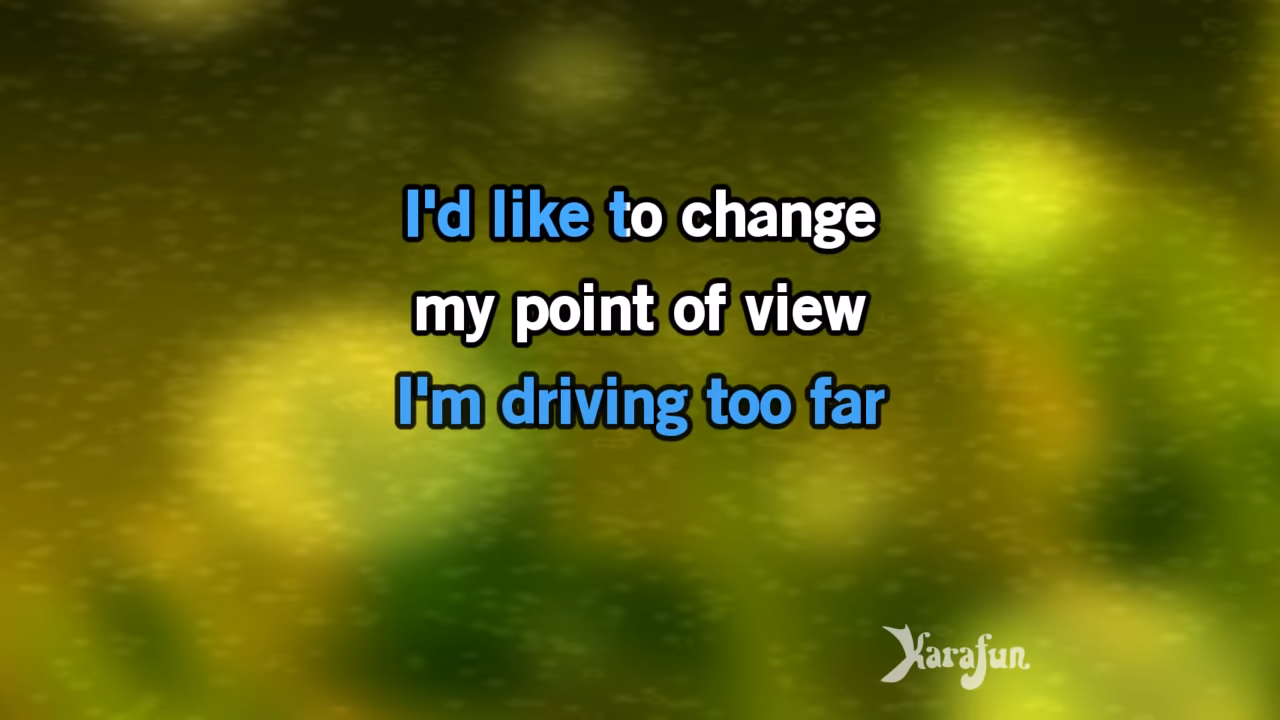 I'd like to change
my point of view
I'm driving too far
Karafun